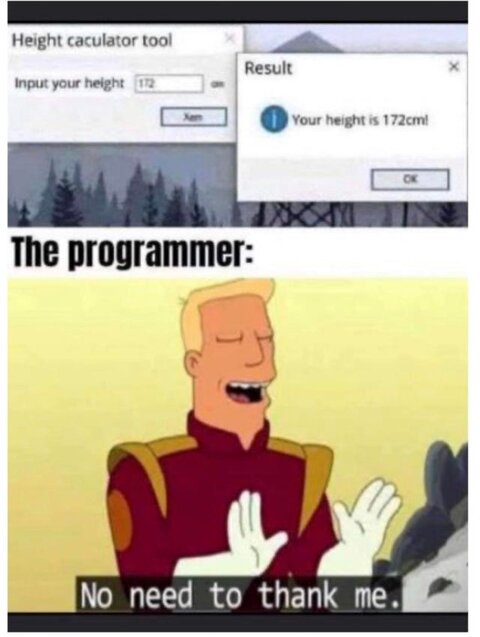 Height caculator tool
Input your height 172 cm
Xem
Result
Your height is 172cm!
OK
The programmer:
No need to thank me.